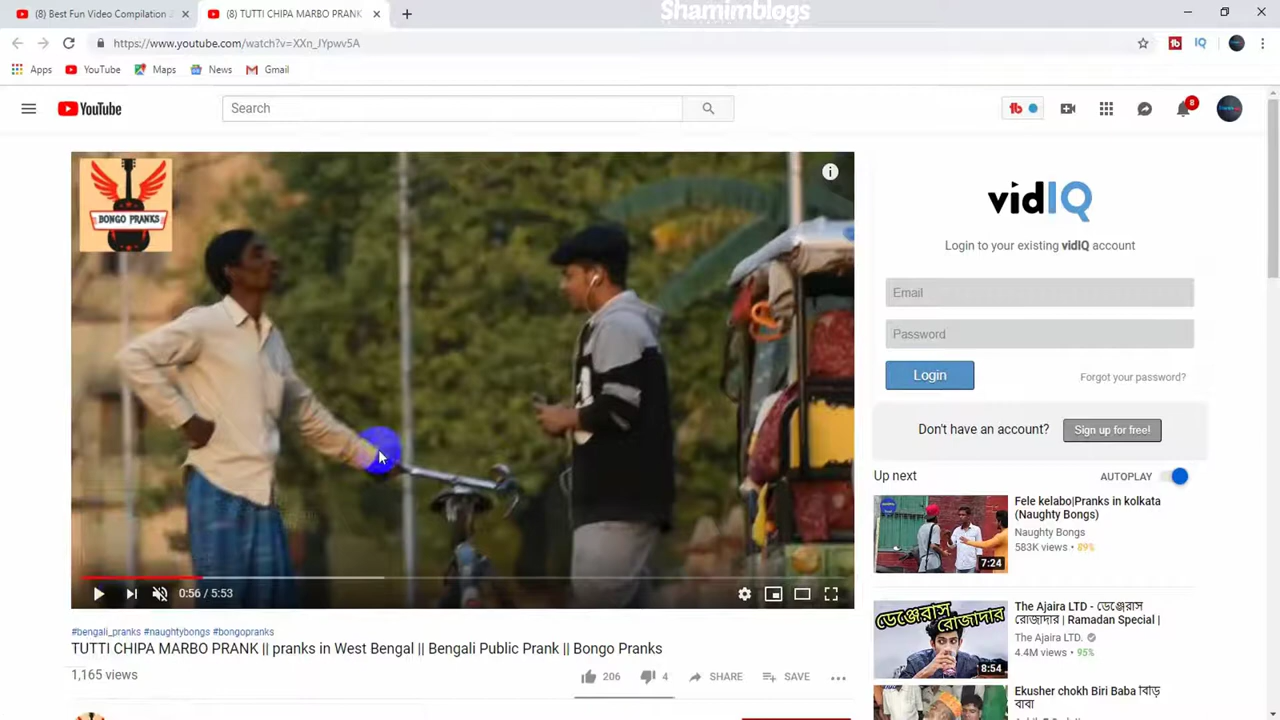 Shamimblogs
(8) Best Fun Video Compilation
(8) TUTTI CHIPA MARBO PRANK
https://www.youtube.com/watch?v=XXn_JYpwv5A
IQ
Apps YouTube Maps News Gmail
YouTube
Search
tb
8
BONGO PRANKS
vidIQ
Login to your existing vidIQ account
Email
Password
Login
Forgot your password?
Don't have an account?
Sign up for free!
0:56 / 5:53
#bengali_pranks #naughtybongs #bongopranks
TUTTI CHIPA MARBO PRANK || pranks in West Bengal || Bengali Public Prank || Bongo Pranks
1,165 views
206
4
SHARE
SAVE
Up next
AUTOPLAY
7:24
Fele kelabo|Pranks in kolkata
(Naughty Bongs)
Naughty Bongs
583K views • 89%
ডেঞ্জেরাস
রোজাদার
8:54
The Ajaira LTD - ডেঞ্জেরাস
রোজাদার | Ramadan Special |
The Ajaira LTD.
4.4M views • 95%
Ekusher chokh Biri Baba বিড়ি
বাবা